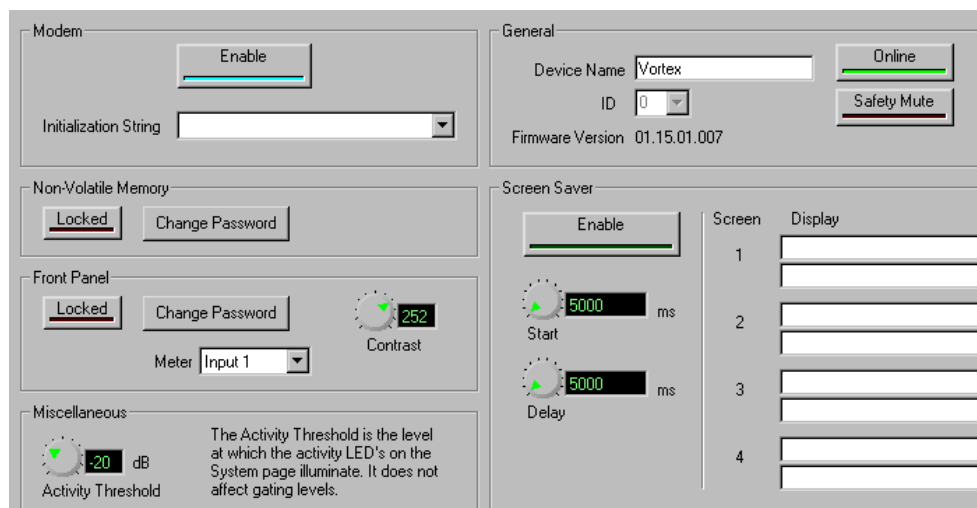 Modem
Enable
Initialization String
Non-Volatile Memory
Locked Change Password
Front Panel
Locked Change Password
252
Contrast
Meter Input 1
Miscellaneous
-20 dB
Activity Threshold
The Activity Threshold is the level
at which the activity LED's on the
System page illuminate. It does not
affect gating levels.
General
Device Name Vortex
Online
ID 0
Safety Mute
Firmware Version 01.15.01.007
Screen Saver
Enable
5000 ms
Start
5000 ms
Delay
Screen Display
1
2
3
4